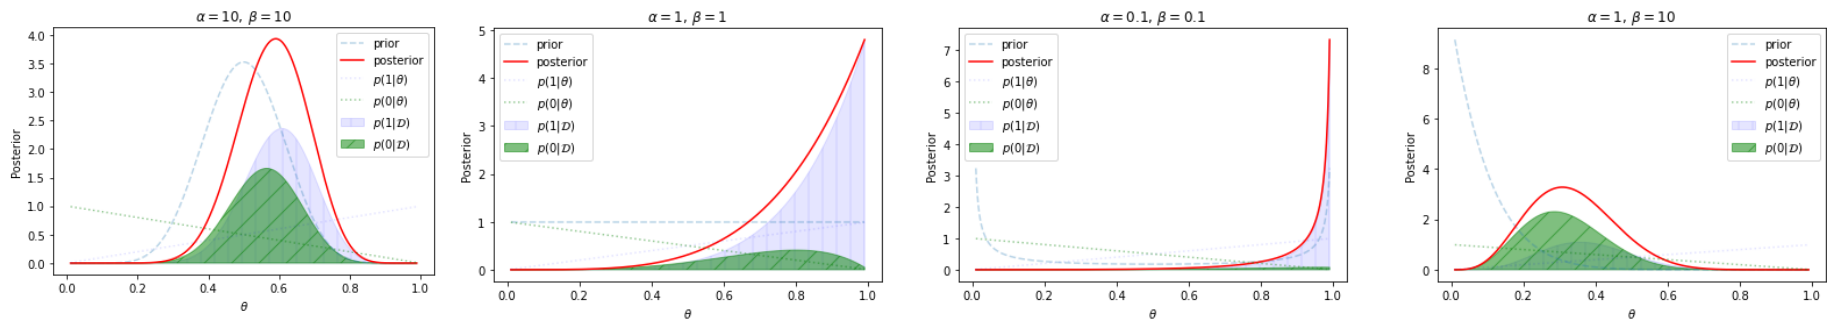 α = 10, β = 10
4.0
3.5
3.0
2.5
2.0
1.5
1.0
0.5
0.0
Posterior
prior
posterior
p(1|θ)
p(0|θ)
p(1|𝒟)
p(0|𝒟)
0.0 0.2 0.4 0.6 0.8 1.0
θ
α = 1, β = 1
5
4
3
2
1
0
Posterior
prior
posterior
p(1|θ)
p(0|θ)
p(1|𝒟)
p(0|𝒟)
0.0 0.2 0.4 0.6 0.8 1.0
θ
α = 0.1, β = 0.1
7
6
5
4
3
2
1
0
Posterior
prior
posterior
p(1|θ)
p(0|θ)
p(1|𝒟)
p(0|𝒟)
0.0 0.2 0.4 0.6 0.8 1.0
θ
α = 1, β = 10
8
6
4
2
0
Posterior
prior
posterior
p(1|θ)
p(0|θ)
p(1|𝒟)
p(0|𝒟)
0.0 0.2 0.4 0.6 0.8 1.0
θ